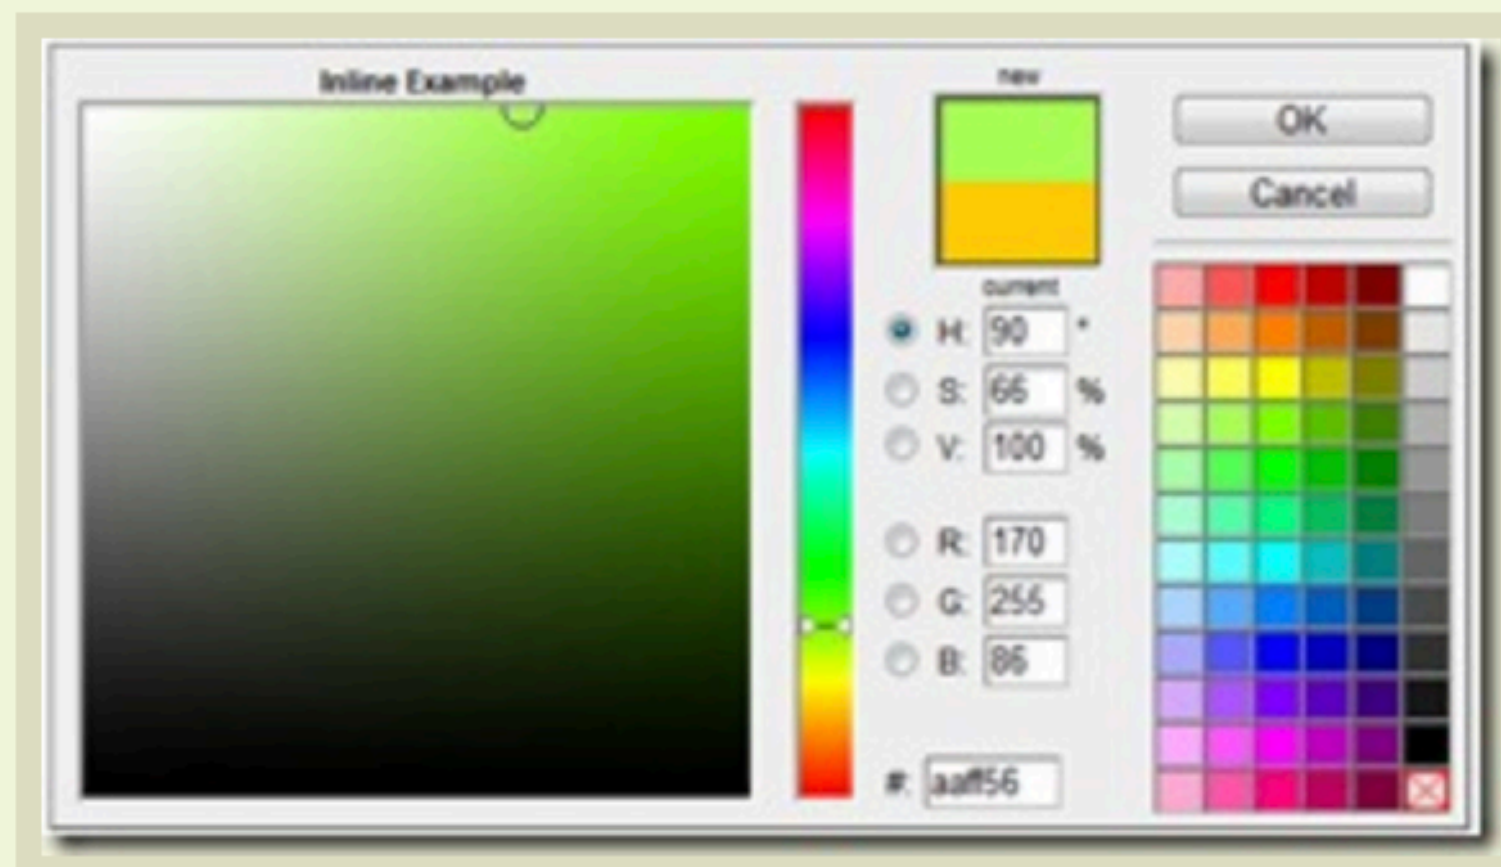 Inline Example
new
current
OK
Cancel
H: 90 °
S: 66 %
V: 100 %
R: 170
G: 255
B: 86
#: aaff56